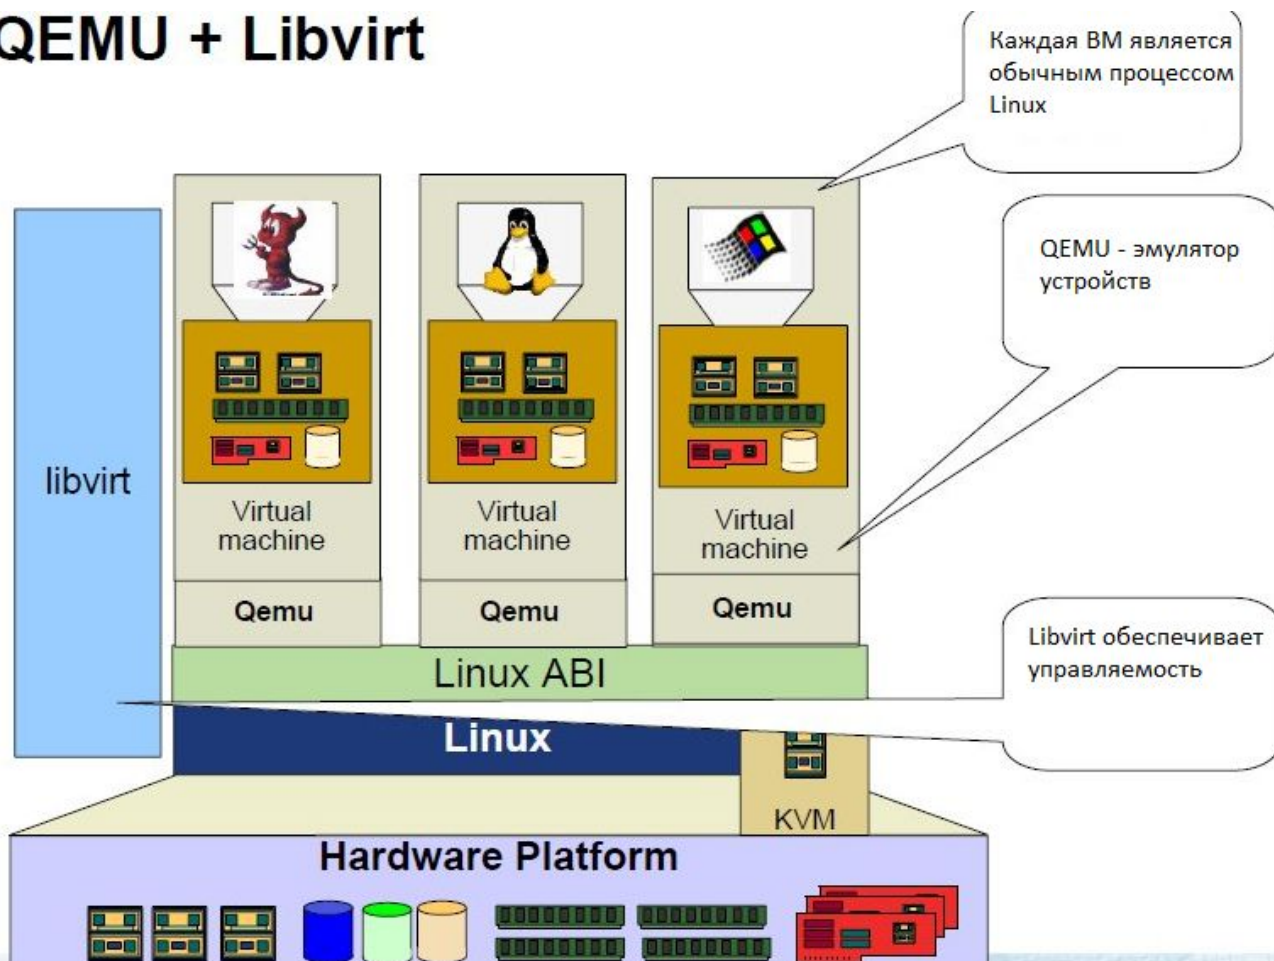 QEMU + Libvirt
Каждая ВМ является
обычным процессом
Linux
QEMU - эмулятор
устройств
libvirt
Virtual
machine
Virtual
machine
Virtual
machine
Qemu
Qemu
Qemu
Libvirt обеспечивает
управляемость
Linux ABI
Linux
KVM
Hardware Platform